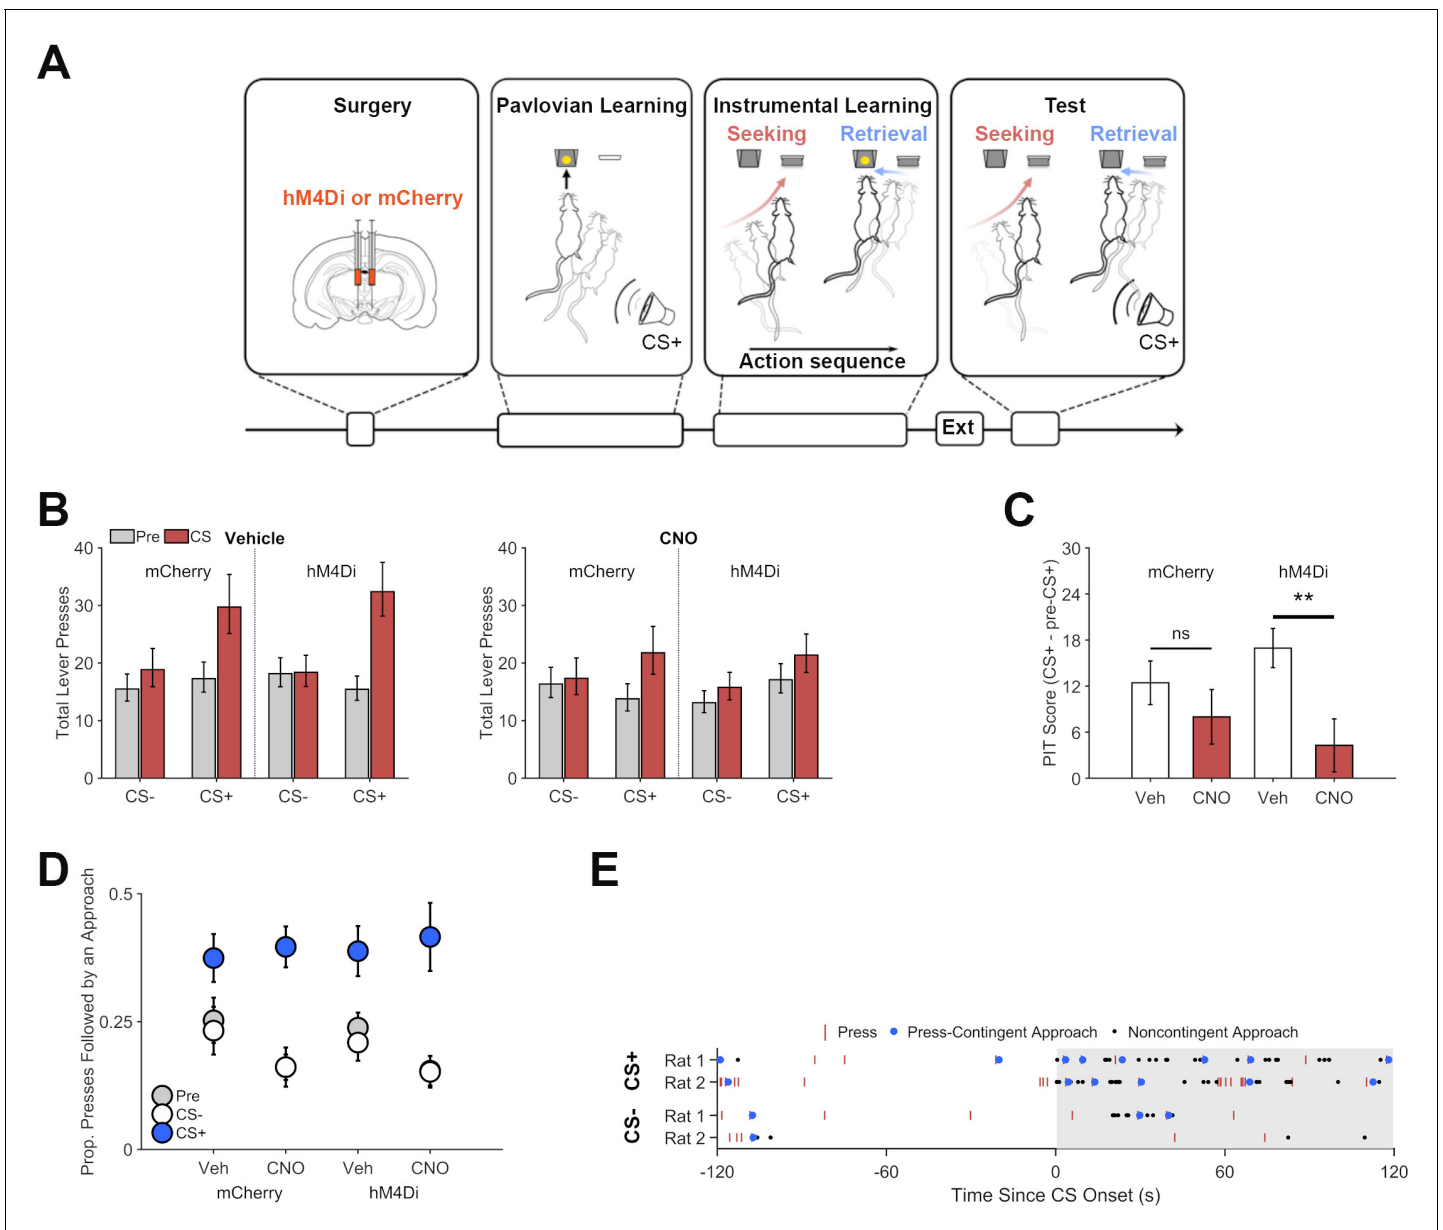 A
Surgery
hM4Di or mCherry
Pavlovian Learning
CS+
Instrumental Learning
Seeking Retrieval
Action sequence
Test
Seeking Retrieval
CS+
Ext
B
Pre CS Vehicle
mCherry hM4Di
Total Lever Presses
40
30
20
10
0
CS- CS+ CS- CS+
CNO
mCherry hM4Di
Total Lever Presses
40
30
20
10
0
CS- CS+ CS- CS+
C
PIT Score (CS+ - pre-CS+)
30
24
18
12
6
0
mCherry hM4Di
ns **
Veh CNO Veh CNO
D
Prop. Presses Followed by an Approach
0.5
0.25
0
Pre
CS-
CS+
Veh CNO Veh CNO
mCherry hM4Di
E
Press Press-Contingent Approach Noncontingent Approach
CS+
Rat 1
Rat 2
CS-
Rat 1
Rat 2
-120 -60 0 60 120
Time Since CS Onset (s)